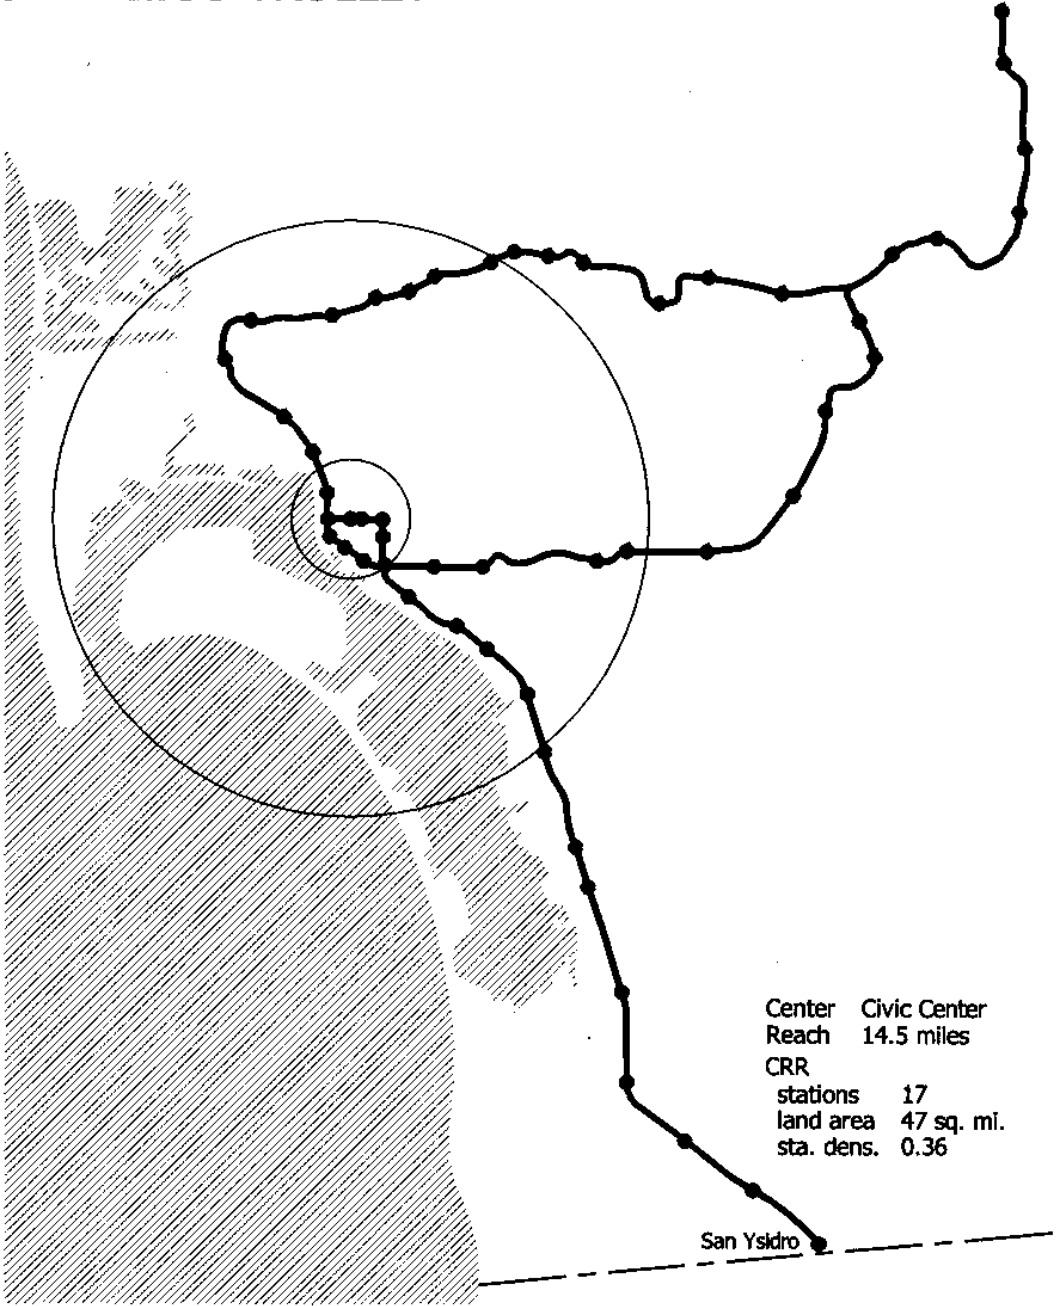 Center Civic Center
Reach 14.5 miles
CRR
stations 17
land area 47 sq. mi.
sta. dens. 0.36
San Ysidro